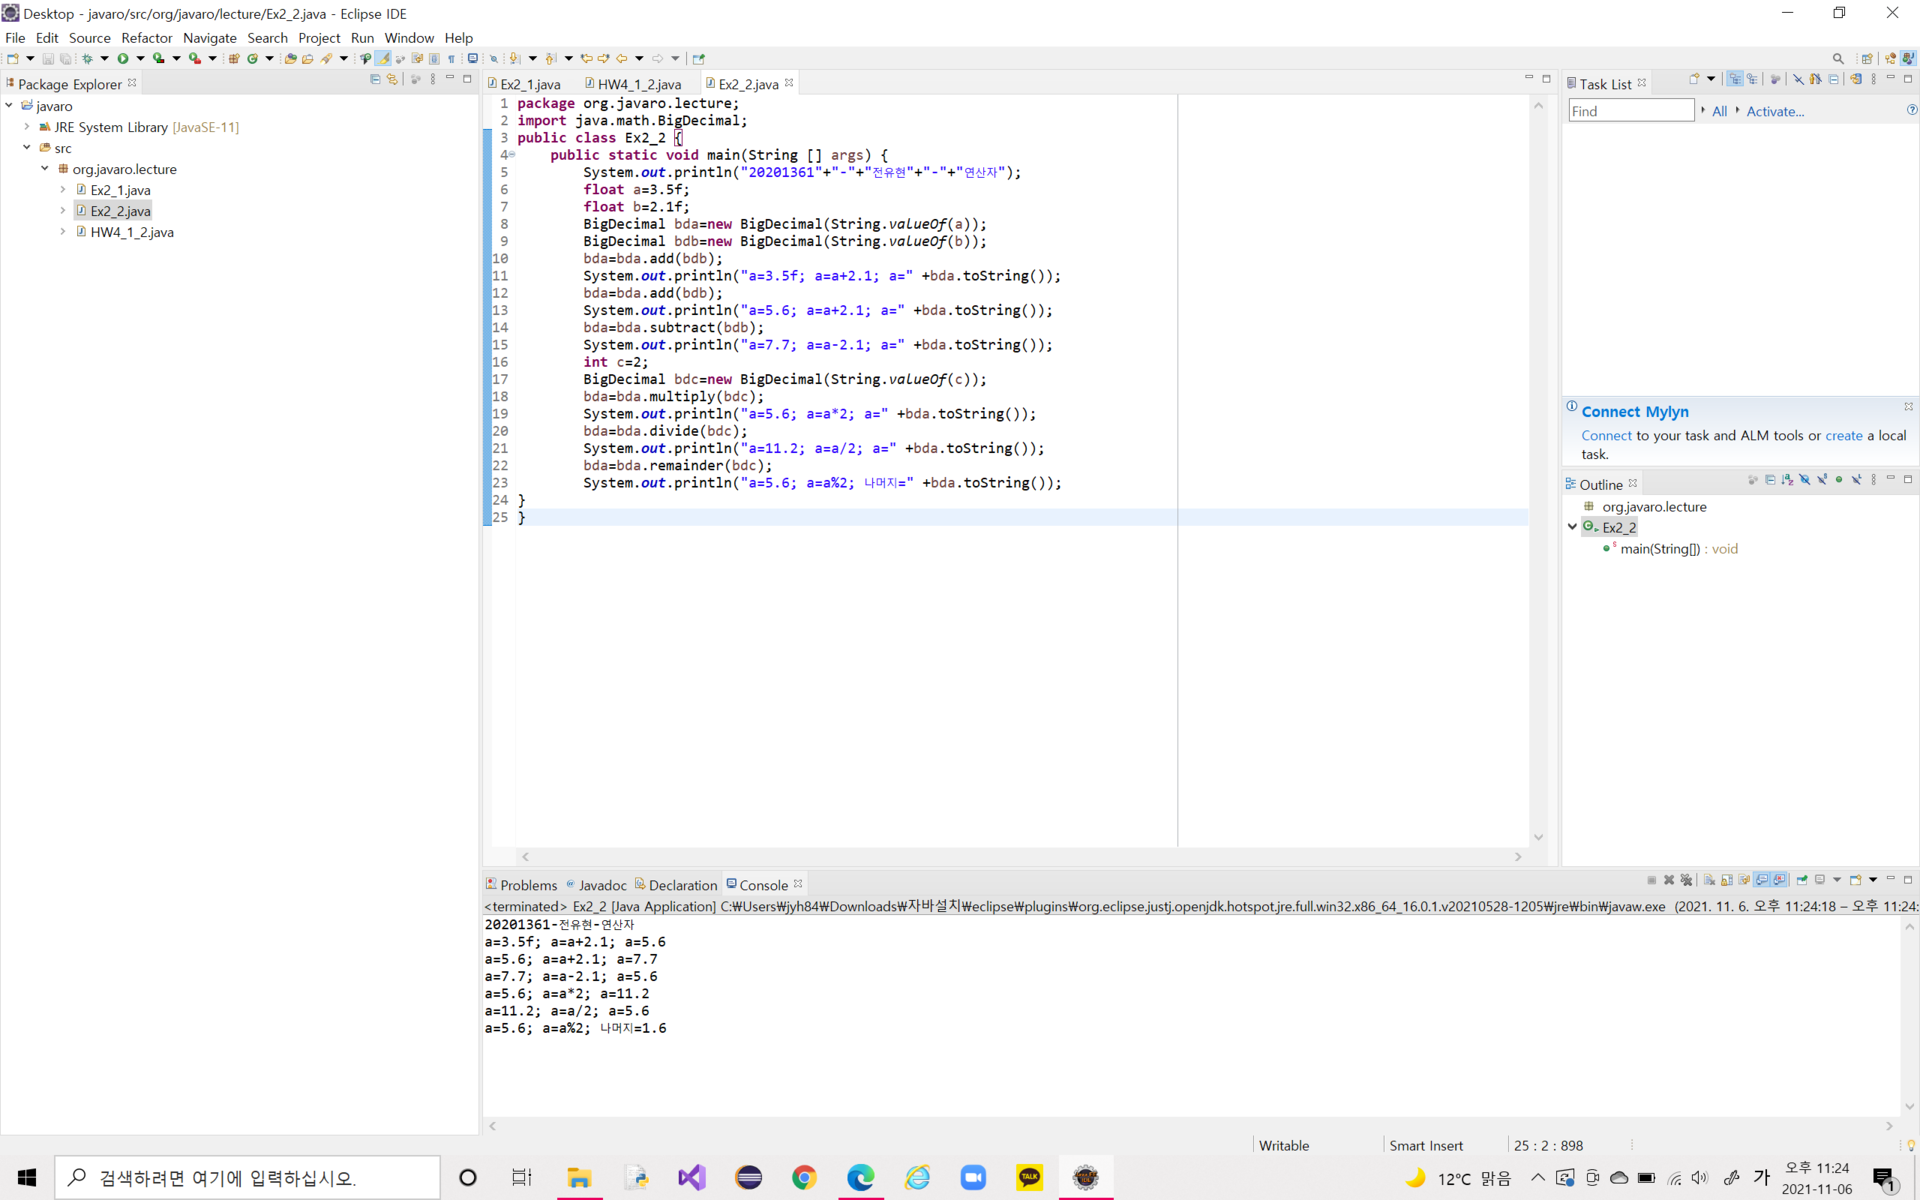 Desktop - javaro/src/org/javaro/lecture/Ex2_2.java - Eclipse IDE
File Edit Source Refactor Navigate Search Project Run Window Help
Package Explorer
javaro
JRE System Library [JavaSE-11]
src
org.javaro.lecture
Ex2_1.java
Ex2_2.java
HW4_1_2.java
Ex2_1.java HW4_1_2.java Ex2_2.java
1 package org.javaro.lecture;
2 import java.math.BigDecimal;
3 public class Ex2_2 {
4 public static void main(String [] args) {
5 System.out.println("20201361"+"-"+"전유현"+"-"+"연산자");
6 float a=3.5f;
7 float b=2.1f;
8 BigDecimal bda=new BigDecimal(String.valueOf(a));
9 BigDecimal bdb=new BigDecimal(String.valueOf(b));
10 bda=bda.add(bdb);
11 System.out.println("a=3.5f; a=a+2.1; a=" +bda.toString());
12 bda=bda.add(bdb);
13 System.out.println("a=5.6; a=a+2.1; a=" +bda.toString());
14 bda=bda.subtract(bdb);
15 System.out.println("a=7.7; a=a-2.1; a=" +bda.toString());
16 int c=2;
17 BigDecimal bdc=new BigDecimal(String.valueOf(c));
18 bda=bda.multiply(bdc);
19 System.out.println("a=5.6; a=a*2; a=" +bda.toString());
20 bda=bda.divide(bdc);
21 System.out.println("a=11.2; a=a/2; a=" +bda.toString());
22 bda=bda.remainder(bdc);
23 System.out.println("a=5.6; a=a%2; 나머지=" +bda.toString());
24 }
25 }
Task List
Find All Activate...
Connect Mylyn
Connect to your task and ALM tools or create a local
task.
Outline
org.javaro.lecture
Ex2_2
main(String[]) : void
Problems Javadoc Declaration Console
<terminated> Ex2_2 [Java Application] C:₩Users₩jyh84₩Downloads₩자바설치₩eclipse₩plugins₩org.eclipse.justj.openjdk.hotspot.jre.full.win32.x86_64_16.0.1.v20210528-1205₩jre₩bin₩javaw.exe (2021. 11. 6. 오후 11:24:18 – 오후 11:24:
20201361-전유현-연산자
a=3.5f; a=a+2.1; a=5.6
a=5.6; a=a+2.1; a=7.7
a=7.7; a=a-2.1; a=5.6
a=5.6; a=a*2; a=11.2
a=11.2; a=a/2; a=5.6
a=5.6; a=a%2; 나머지=1.6
Writable Smart Insert 25 : 2 : 898
검색하려면 여기에 입력하십시오.
TALK
12°C 맑음
가
오후 11:24
2021-11-06
1